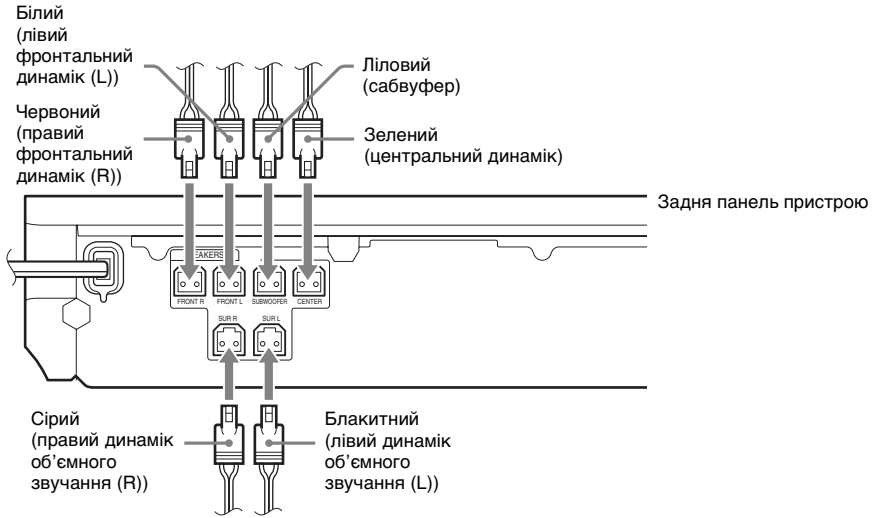 Білий
(лівий
фронтальний
динамік (L))
Ліловий
(сабвуфер)
Червоний
(правий
фронтальний
динамік (R))
Зелений
(центральний динамік)
Задня панель пристрою
EAKERS
FRONT R
FRONT L
SUBWOOFER
CENTER
SUR R
SUR L
Сірий
(правий динамік
об’ємного
звучання (R))
Блакитний
(лівий динамік
об’ємного
звучання (L))